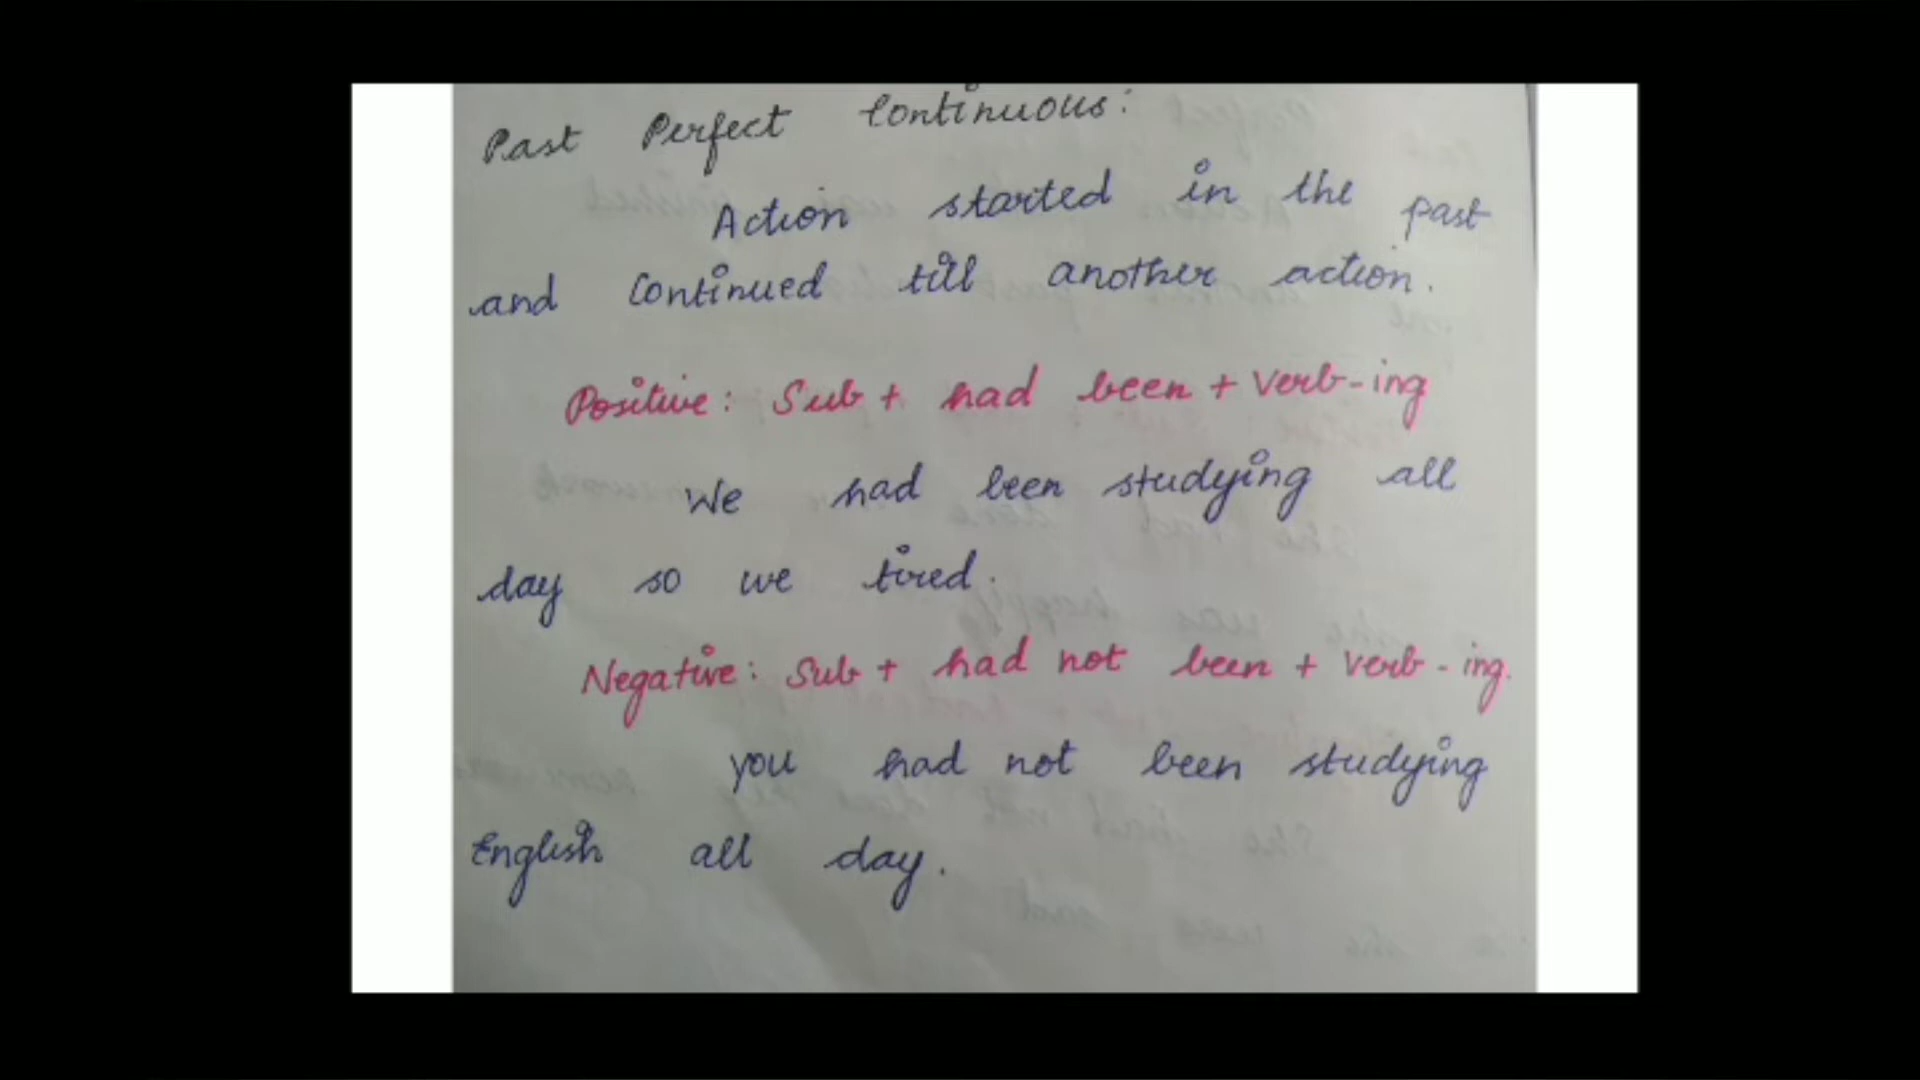 Past Perfect Continuous:
Action started in the past
and continued till another action.
Positive: Sub + had been + verb-ing
We had been studying all
day so we tired.
Negative: Sub + had not been + verb-ing.
you had not been studying
English all day.